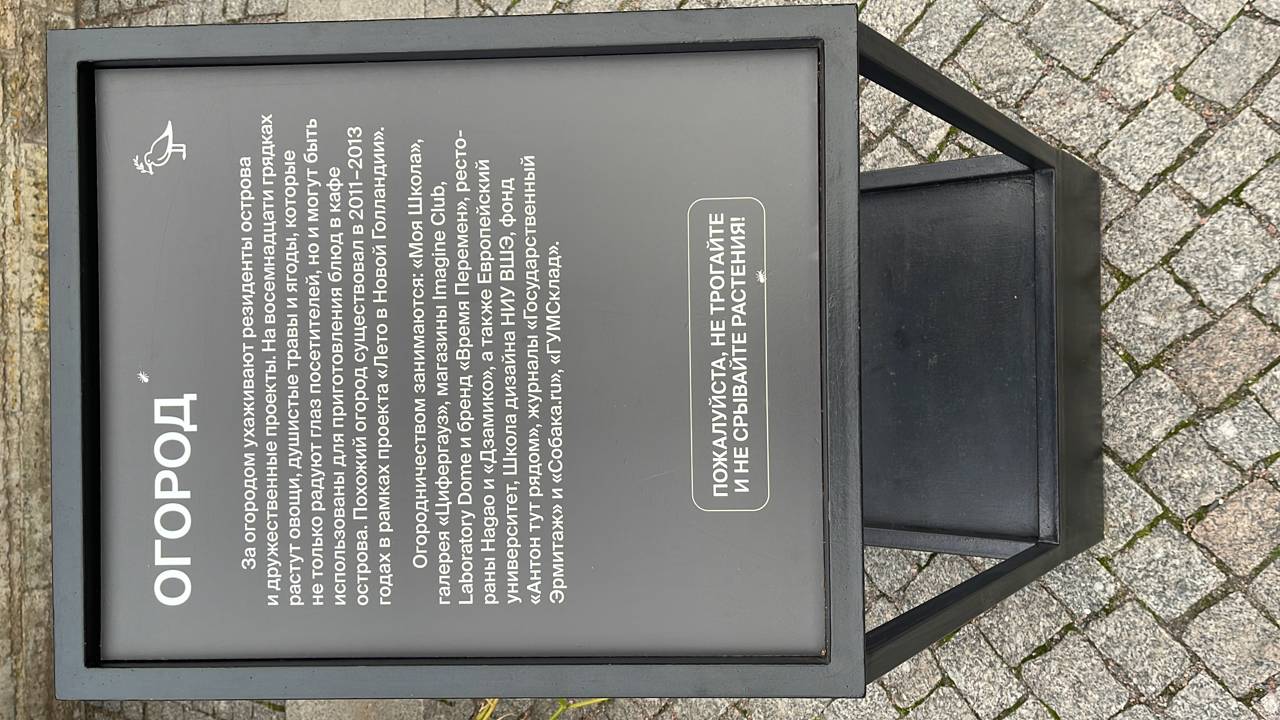 ОГОРОД
За огородом ухаживают резиденты острова
и дружественные проекты. На восемнадцати грядках
растут овощи, душистые травы и ягоды, которые
не только радуют глаз посетителей, но и могут быть
использованы для приготовления блюд в кафе
острова. Похожий огород существовал в 2011–2013
годах в рамках проекта «Лето в Новой Голландии».
Огородничеством занимаются: «Моя Школа»,
галерея «Цифергауз», магазины Imagine Club,
Laboratory Dome и бренд «Время Перемен», ресто-
раны Hagao и «Дзамико», а также Европейский
университет, Школа дизайна НИУ ВШЭ, фонд
«Антон тут рядом», журналы «Государственный
Эрмитаж» и «Собака.ru», «ГУМСклад».
ПОЖАЛУЙСТА, НЕ ТРОГАЙТЕ
И НЕ СРЫВАЙТЕ РАСТЕНИЯ!